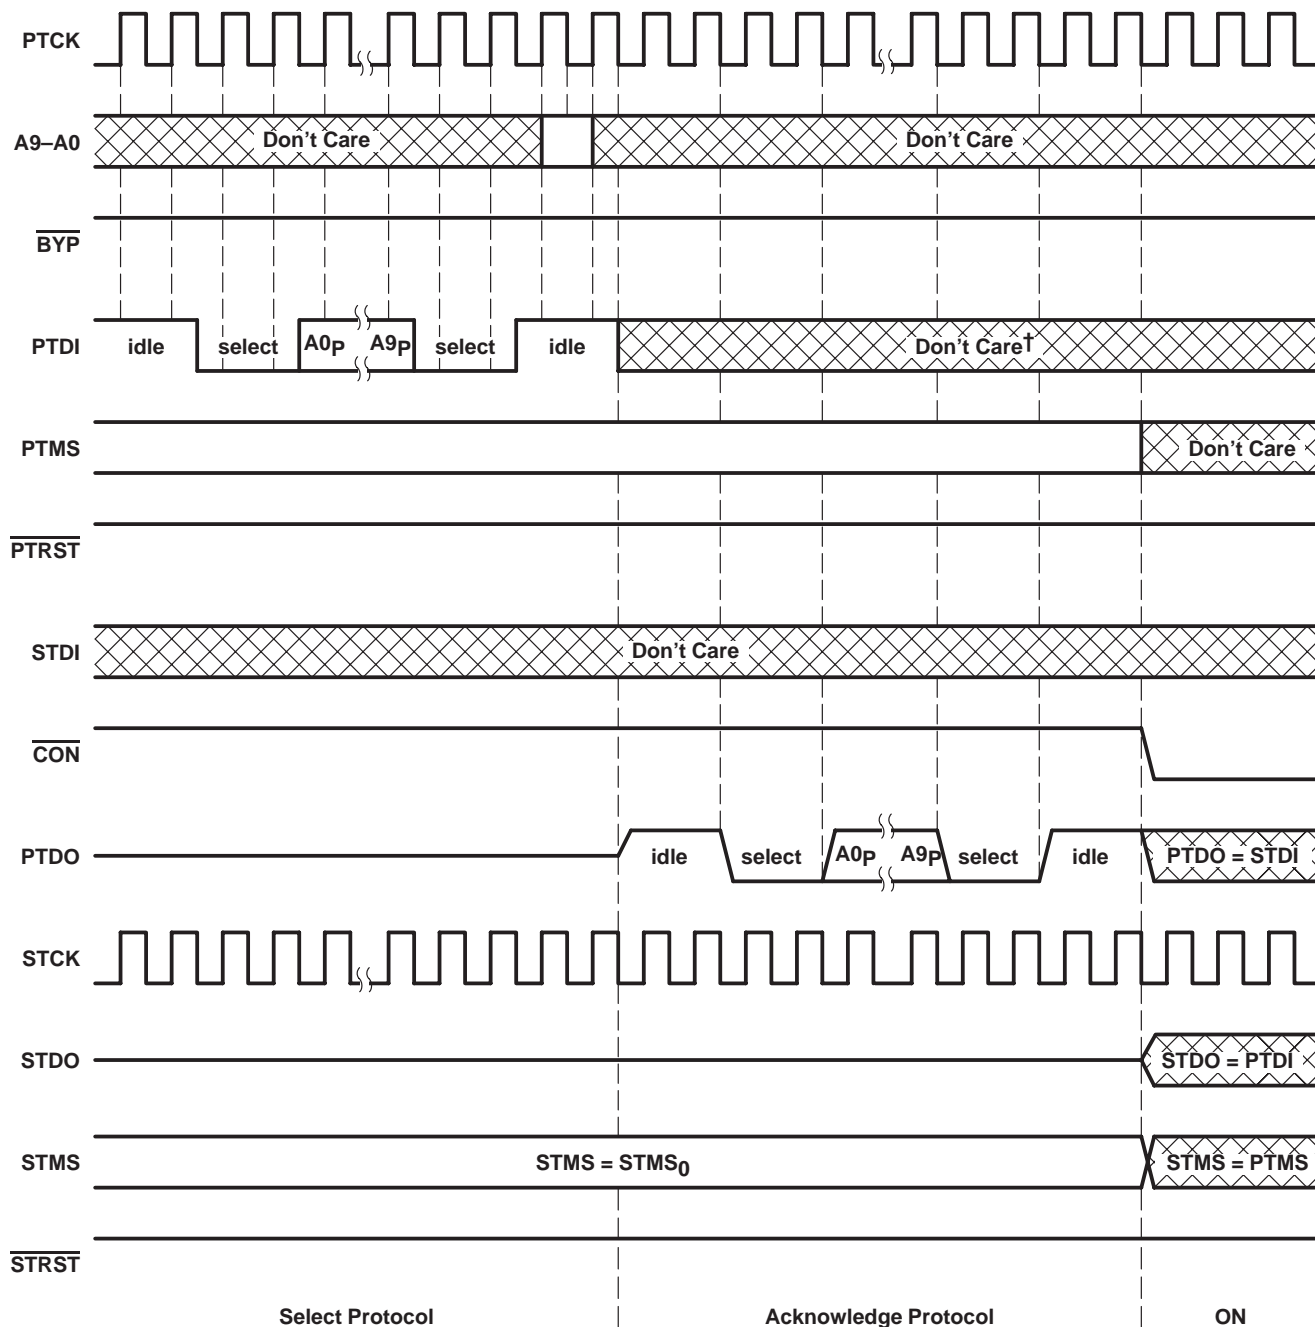 PTCK
A9–A0 Don't Care Don't Care
BYP
PTDI idle select A0P A9P select idle Don't Care†
PTMS Don't Care
PTRST
STDI Don't Care
CON
PTDO idle select A0P A9P select idle PTDO = STDI
STCK
STDO STDO = PTDI
STMS STMS = STMS0 STMS = PTMS
STRST
Select Protocol Acknowledge Protocol ON